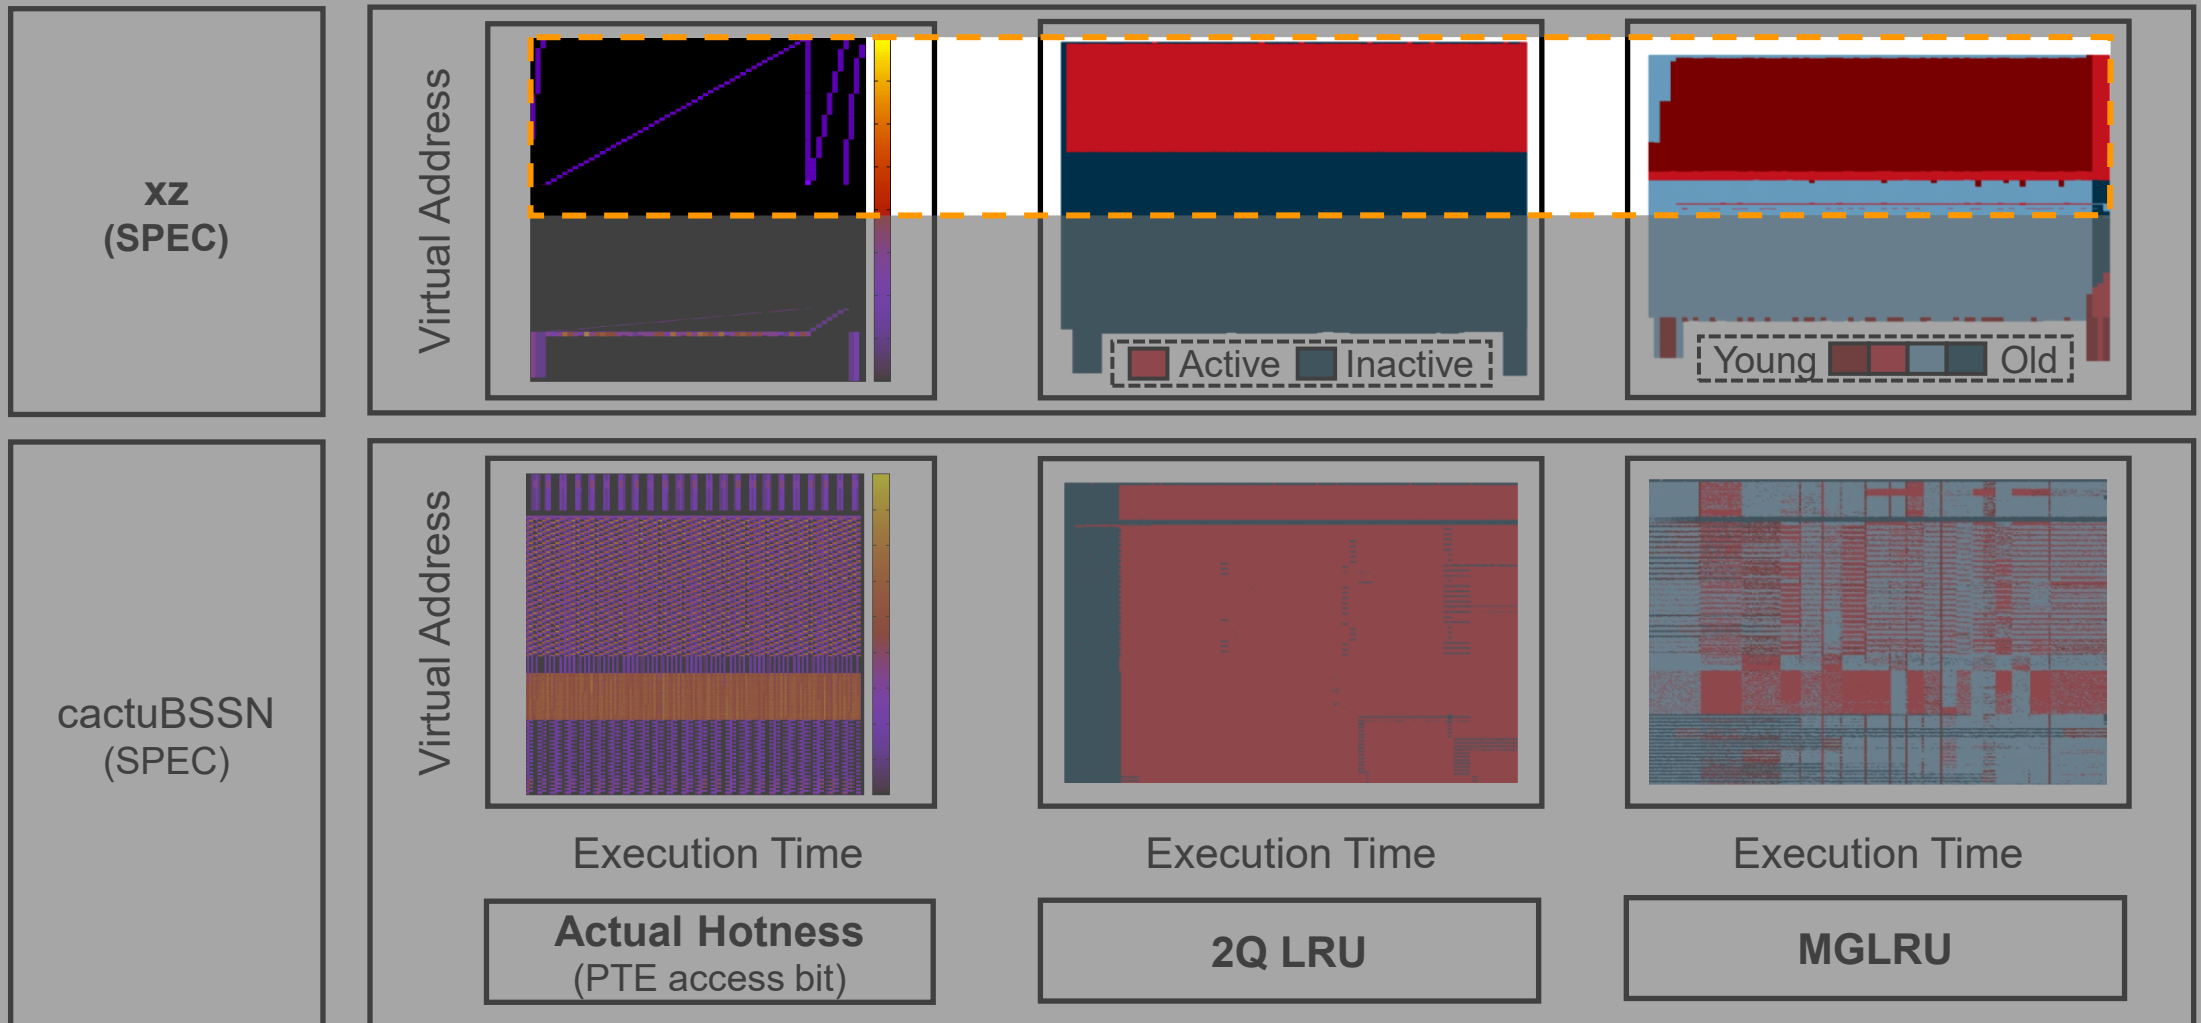 xz
(SPEC)
Virtual Address
Active Inactive
Young Old
cactuBSSN
(SPEC)
Virtual Address
Execution Time
Execution Time
Execution Time
Actual Hotness
(PTE access bit)
2Q LRU
MGLRU